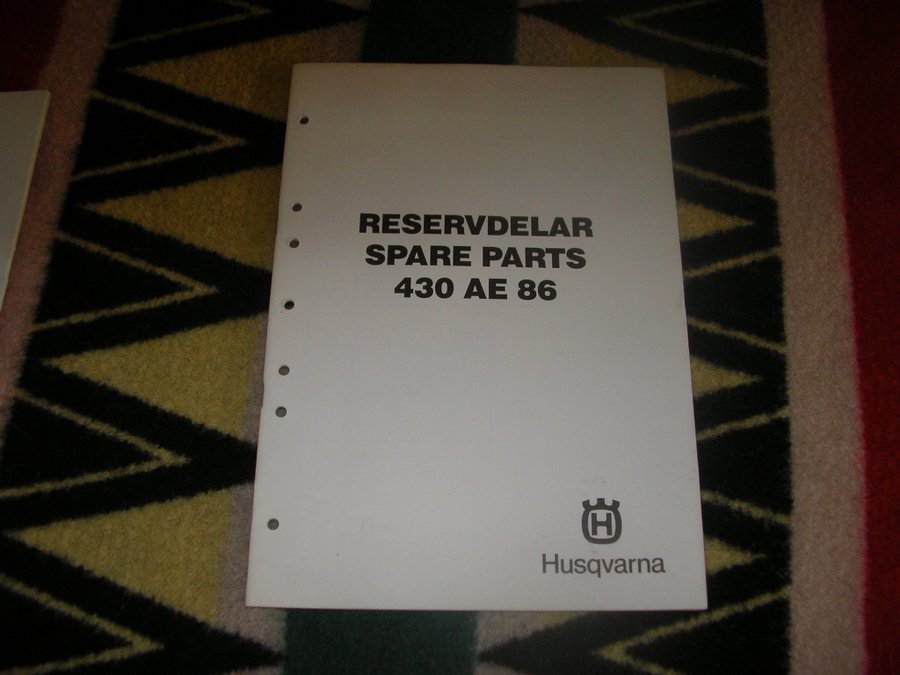 RESERVDELAR
SPARE PARTS
430 AE 86
H
Husqvarna